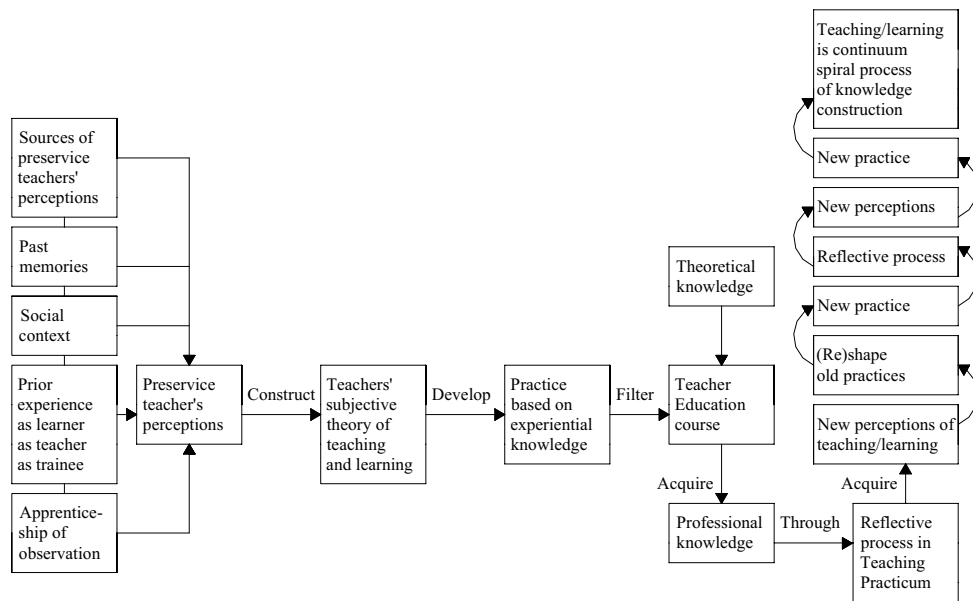 Sources of
preservice
teachers'
perceptions
Past
memories
Social
context
Prior
experience
as learner
as teacher
as trainee
Apprentice-
ship of
observation
Preservice
teacher's
perceptions
Construct
Teachers'
subjective
theory of
teaching
and learning
Develop
Practice
based on
experiential
knowledge
Filter
Theoretical
knowledge
Teacher
Education
course
Acquire
Professional
knowledge
Through
Reflective
process in
Teaching
Practicum
Acquire
New perceptions of
teaching/learning
(Re)shape
old practices
New practice
Reflective process
New perceptions
New practice
Teaching/learning
is continuum
spiral process
of knowledge
construction